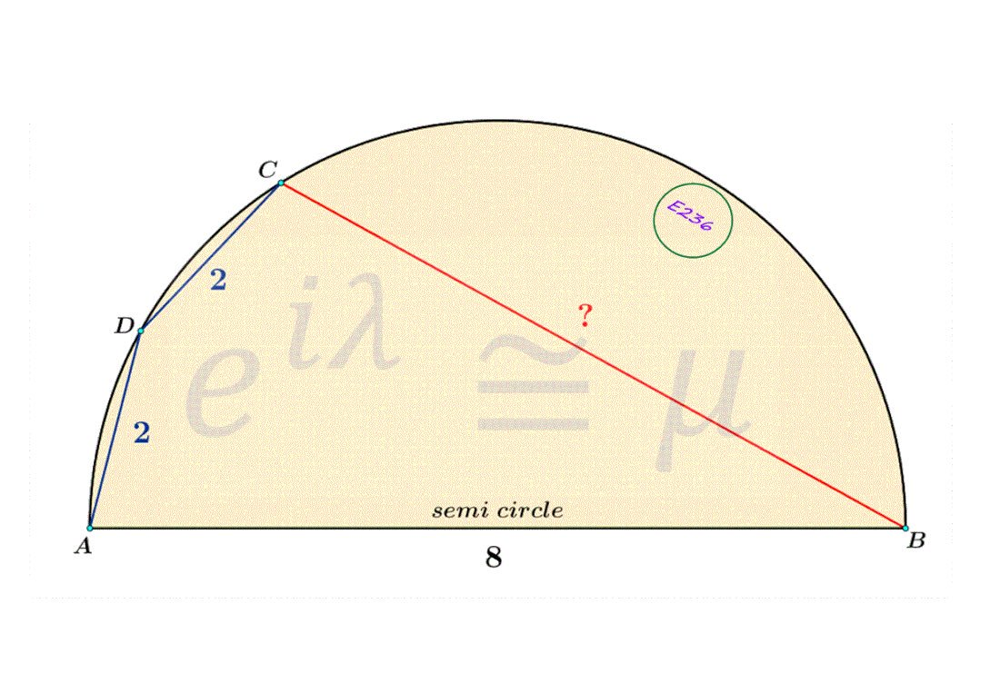 C
E236
2
D
?
e^{iλ} ≅ μ
2
semi circle
A
B
8